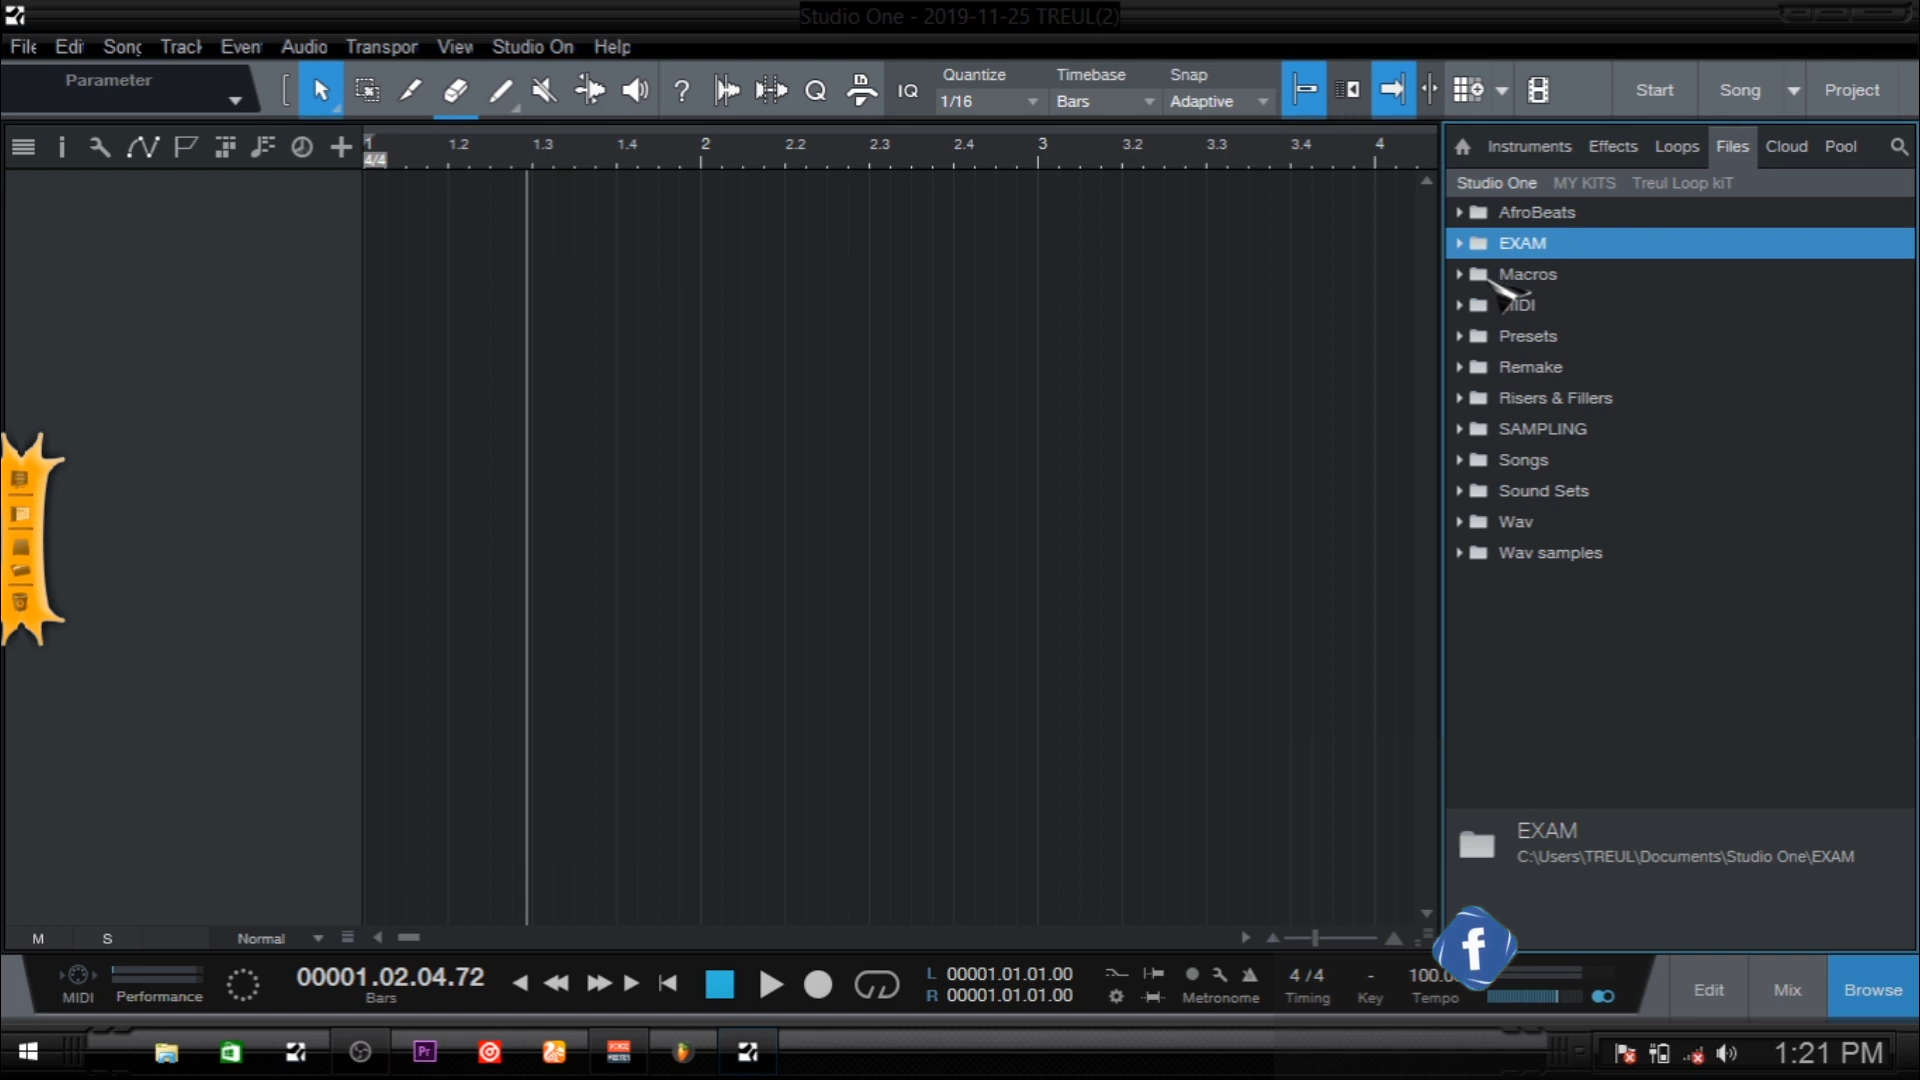 Studio One - 2019-11-25 TREUL(2)
File Edi Song Track Even Audio Transpor View Studio On Help
Parameter
? Q IQ
Quantize Timebase Snap
1/16 Bars Adaptive
Start Song Project
1 1.2 1.3 1.4 2 2.2 2.3 2.4 3 3.2 3.3 3.4 4
4/4
Instruments Effects Loops Files Cloud Pool
Studio One MY KITS Treul Loop kiT
AfroBeats
EXAM
Macros
MIDI
Presets
Remake
Risers & Fillers
SAMPLING
Songs
Sound Sets
Wav
Wav samples
EXAM
C:\Users\TREUL\Documents\Studio One\EXAM
M S Normal
MIDI Performance
00001.02.04.72
Bars
L 00001.01.01.00
R 00001.01.01.00
Metronome
4 / 4
Timing
-
Key
100.0
Tempo
f
Edit Mix Browse
Pr
1:21 PM